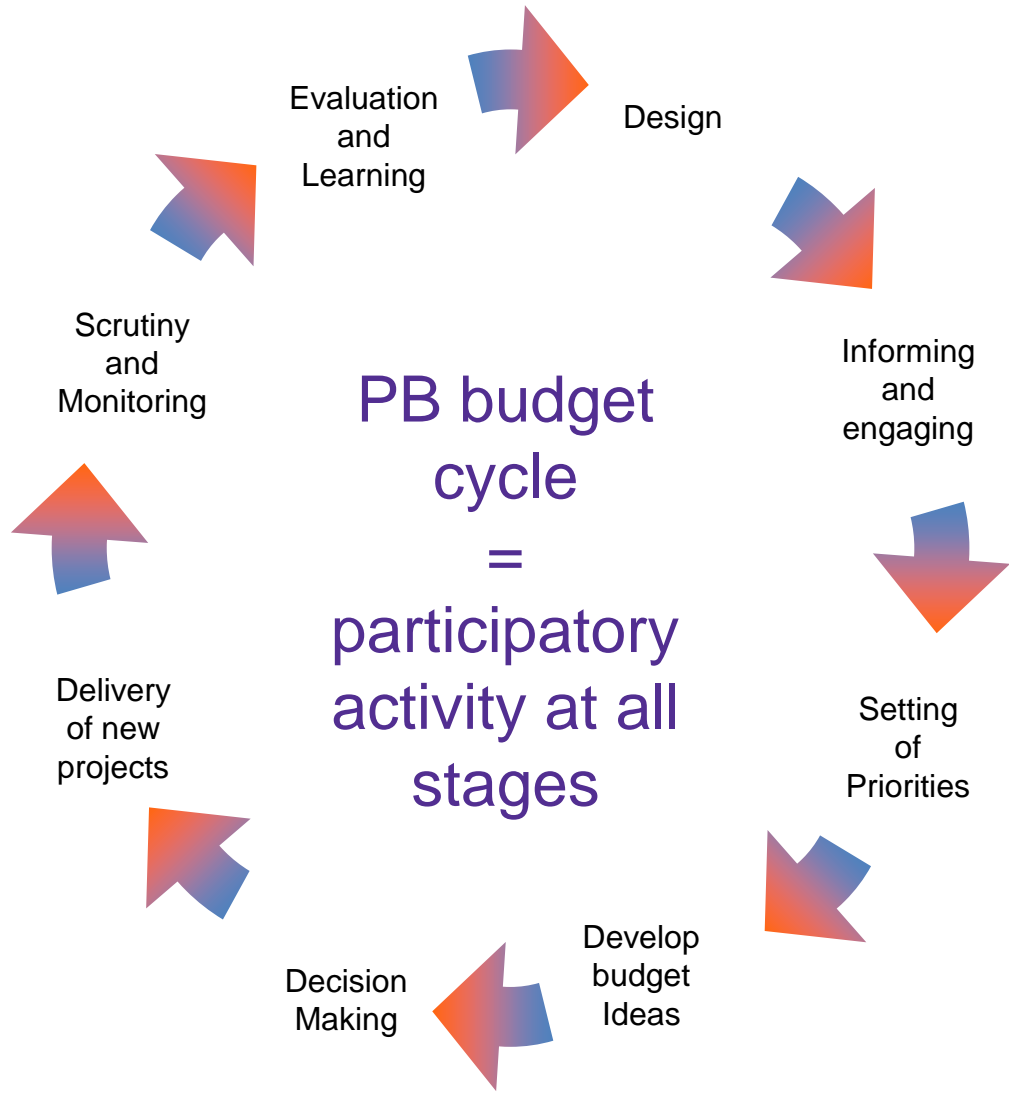 Evaluation
and
Learning
Design
Informing
and
engaging
Setting
of
Priorities
Develop
budget
Ideas
Decision
Making
Delivery
of new
projects
Scrutiny
and
Monitoring
PB budget
cycle
=
participatory
activity at all
stages